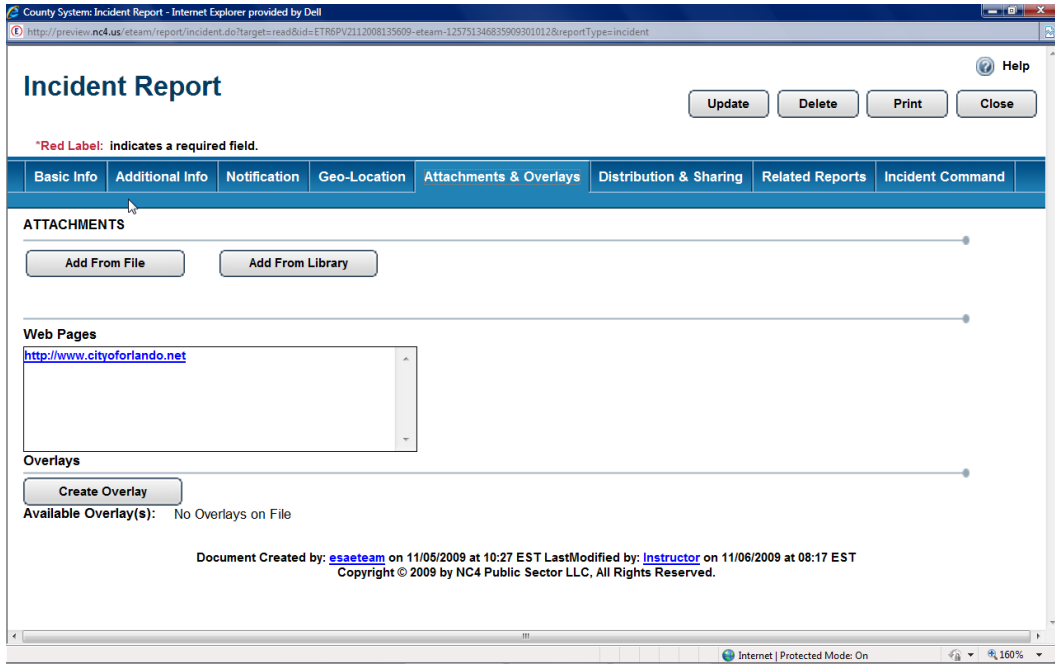 County System: Incident Report - Internet Explorer provided by Dell
http://preview.nc4.us/eteam/report/incident.do?target=read&id=ETR6PV2112008135609-eteam-125751346835909301012&reportType=incident
Help
Incident Report
Update Delete Print Close
*Red Label: indicates a required field.
Basic Info Additional Info Notification Geo-Location Attachments & Overlays Distribution & Sharing Related Reports Incident Command
ATTACHMENTS
Add From File Add From Library
Web Pages
http://www.cityoforlando.net
Overlays
Create Overlay
Available Overlay(s): No Overlays on File
Document Created by: esaeteam on 11/05/2009 at 10:27 EST LastModified by: Instructor on 11/06/2009 at 08:17 EST
Copyright © 2009 by NC4 Public Sector LLC, All Rights Reserved.
Internet | Protected Mode: On 160%